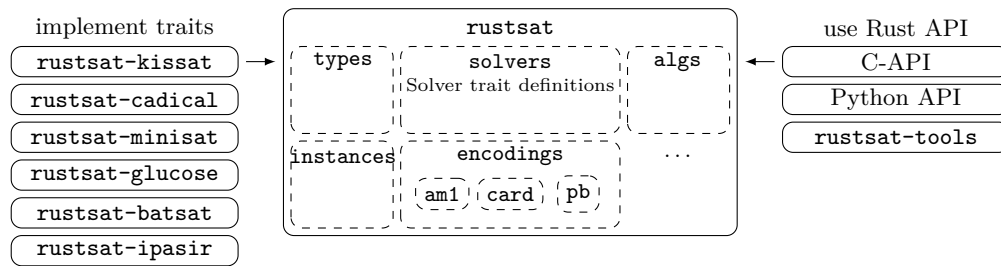 implement traits
rustsat-kissat
rustsat-cadical
rustsat-minisat
rustsat-glucose
rustsat-batsat
rustsat-ipasir
rustsat
types
solvers
Solver trait definitions
algs
instances
encodings
am1
card
pb
...
use Rust API
C-API
Python API
rustsat-tools